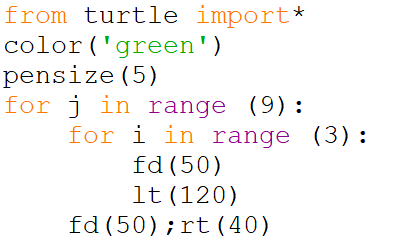 from turtle import*
color('green')
pensize(5)
for j in range (9):
    for i in range (3):
        fd(50)
        lt(120)
    fd(50);rt(40)